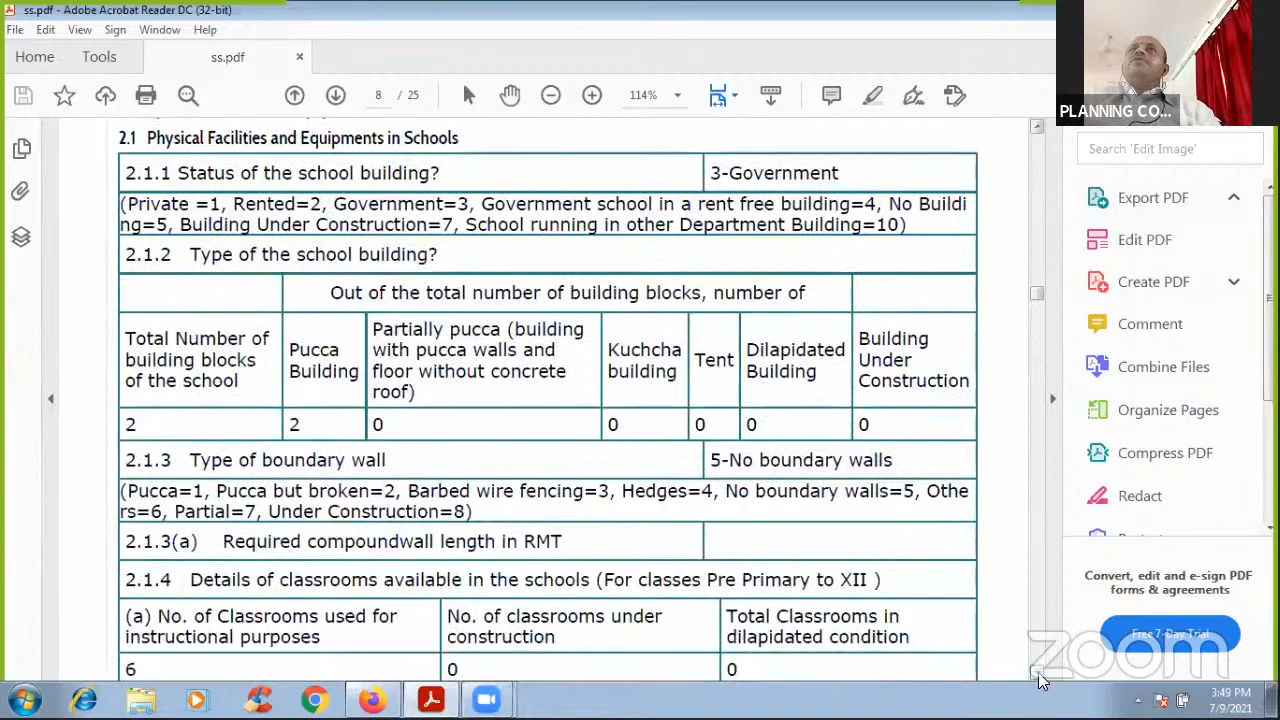 ss.pdf - Adobe Acrobat Reader DC (32-bit)
File Edit View Sign Window Help
Home Tools ss.pdf ×
8 / 25 114%
PLANNING CO...
2.1 Physical Facilities and Equipments in Schools
2.1.1 Status of the school building? 3-Government
(Private =1, Rented=2, Government=3, Government school in a rent free building=4, No Buildi
ng=5, Building Under Construction=7, School running in other Department Building=10)
2.1.2 Type of the school building?
Out of the total number of building blocks, number of
Total Number of
building blocks
of the school
Pucca
Building
Partially pucca (building
with pucca walls and
floor without concrete
roof)
Kuchcha
building
Tent
Dilapidated
Building
Building
Under
Construction
2 2 0 0 0 0 0
2.1.3 Type of boundary wall 5-No boundary walls
(Pucca=1, Pucca but broken=2, Barbed wire fencing=3, Hedges=4, No boundary walls=5, Othe
rs=6, Partial=7, Under Construction=8)
2.1.3(a) Required compoundwall length in RMT
2.1.4 Details of classrooms available in the schools (For classes Pre Primary to XII )
(a) No. of Classrooms used for
instructional purposes
No. of classrooms under
construction
Total Classrooms in
dilapidated condition
6 0 0
Search 'Edit Image'
Export PDF
Edit PDF
Create PDF
Comment
Combine Files
Organize Pages
Compress PDF
Redact
Convert, edit and e-sign PDF
forms & agreements
Free 7-Day Trial
zoom
3:49 PM
7/9/2021